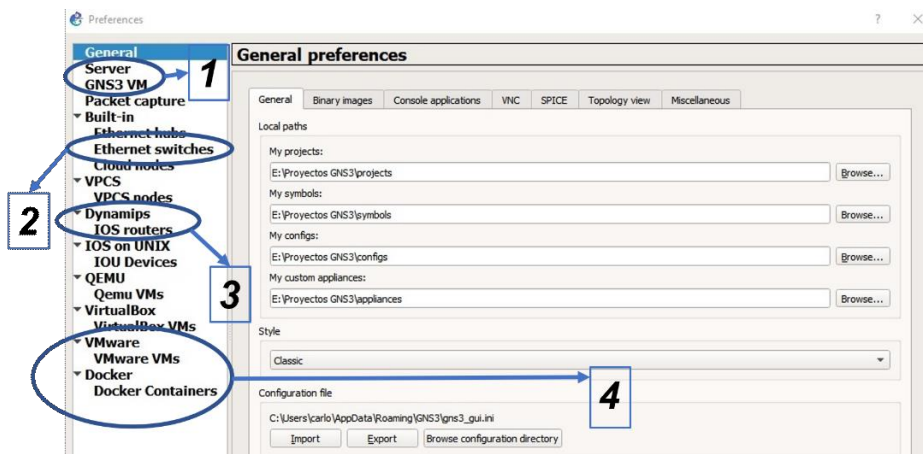 Preferences
? ×
General
Server
GNS3 VM
Packet capture
Built-in
Ethernet hubs
Ethernet switches
Cloud nodes
VPCS
VPCS nodes
Dynamips
IOS routers
IOS on UNIX
IOU Devices
QEMU
Qemu VMs
VirtualBox
VirtualBox VMs
VMware
VMware VMs
Docker
Docker Containers
1
2
3
4
General preferences
General Binary images Console applications VNC SPICE Topology view Miscellaneous
Local paths
My projects:
E:\Proyectos GNS3\projects Browse...
My symbols:
E:\Proyectos GNS3\symbols Browse...
My configs:
E:\Proyectos GNS3\configs Browse...
My custom appliances:
E:\Proyectos GNS3\appliances Browse...
Style
Classic
Configuration file
C:\Users\carlo\AppData\Roaming\GNS3\gns3_gui.ini
Import Export Browse configuration directory